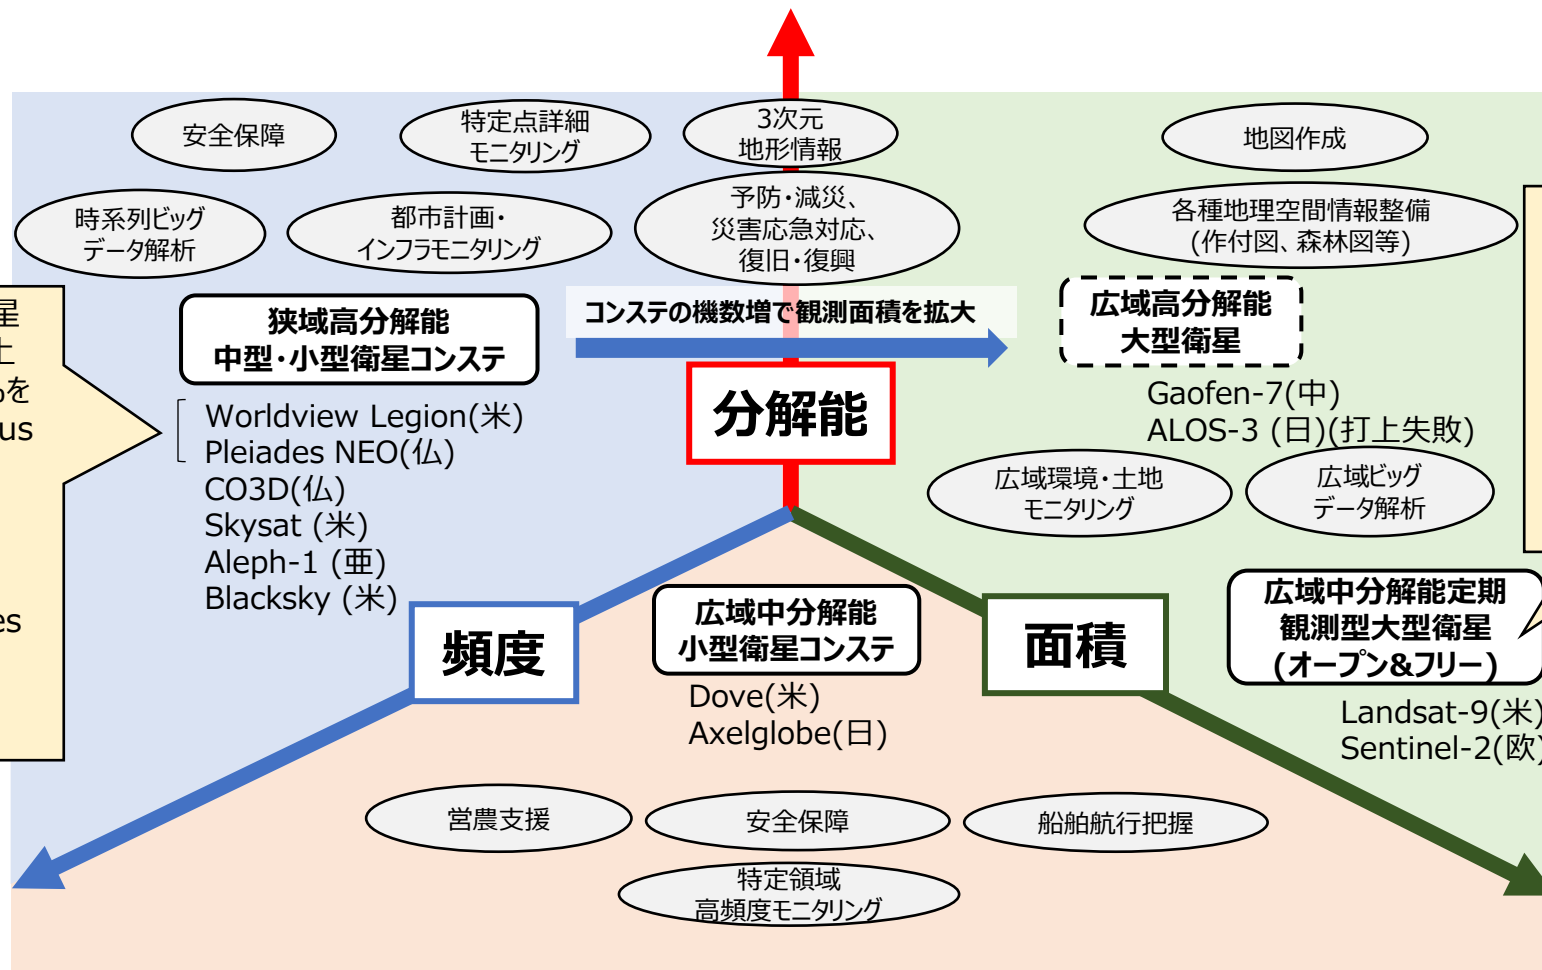 安全保障
特定点詳細
モニタリング
3次元
地形情報
地図作成
時系列ビッグ
データ解析
都市計画・
インフラモニタリング
予防・減災、
災害応急対応、
復旧・復興
各種地理空間情報整備
(作付図、森林図等)
星
上
を
us
es
狭域高分解能
中型・小型衛星コンステ
コンステの機数増で観測面積を拡大
広域高分解能
大型衛星
Worldview Legion(米)
Pleiades NEO(仏)
CO3D(仏)
Skysat (米)
Aleph-1 (亜)
Blacksky (米)
分解能
Gaofen-7(中)
ALOS-3 (日)(打上失敗)
広域環境・土地
モニタリング
広域ビッグ
データ解析
頻度
広域中分解能
小型衛星コンステ
Dove(米)
Axelglobe(日)
面積
広域中分解能定期
観測型大型衛星
(オープン&フリー)
Landsat-9(米)
Sentinel-2(欧)
営農支援
安全保障
船舶航行把握
特定領域
高頻度モニタリング